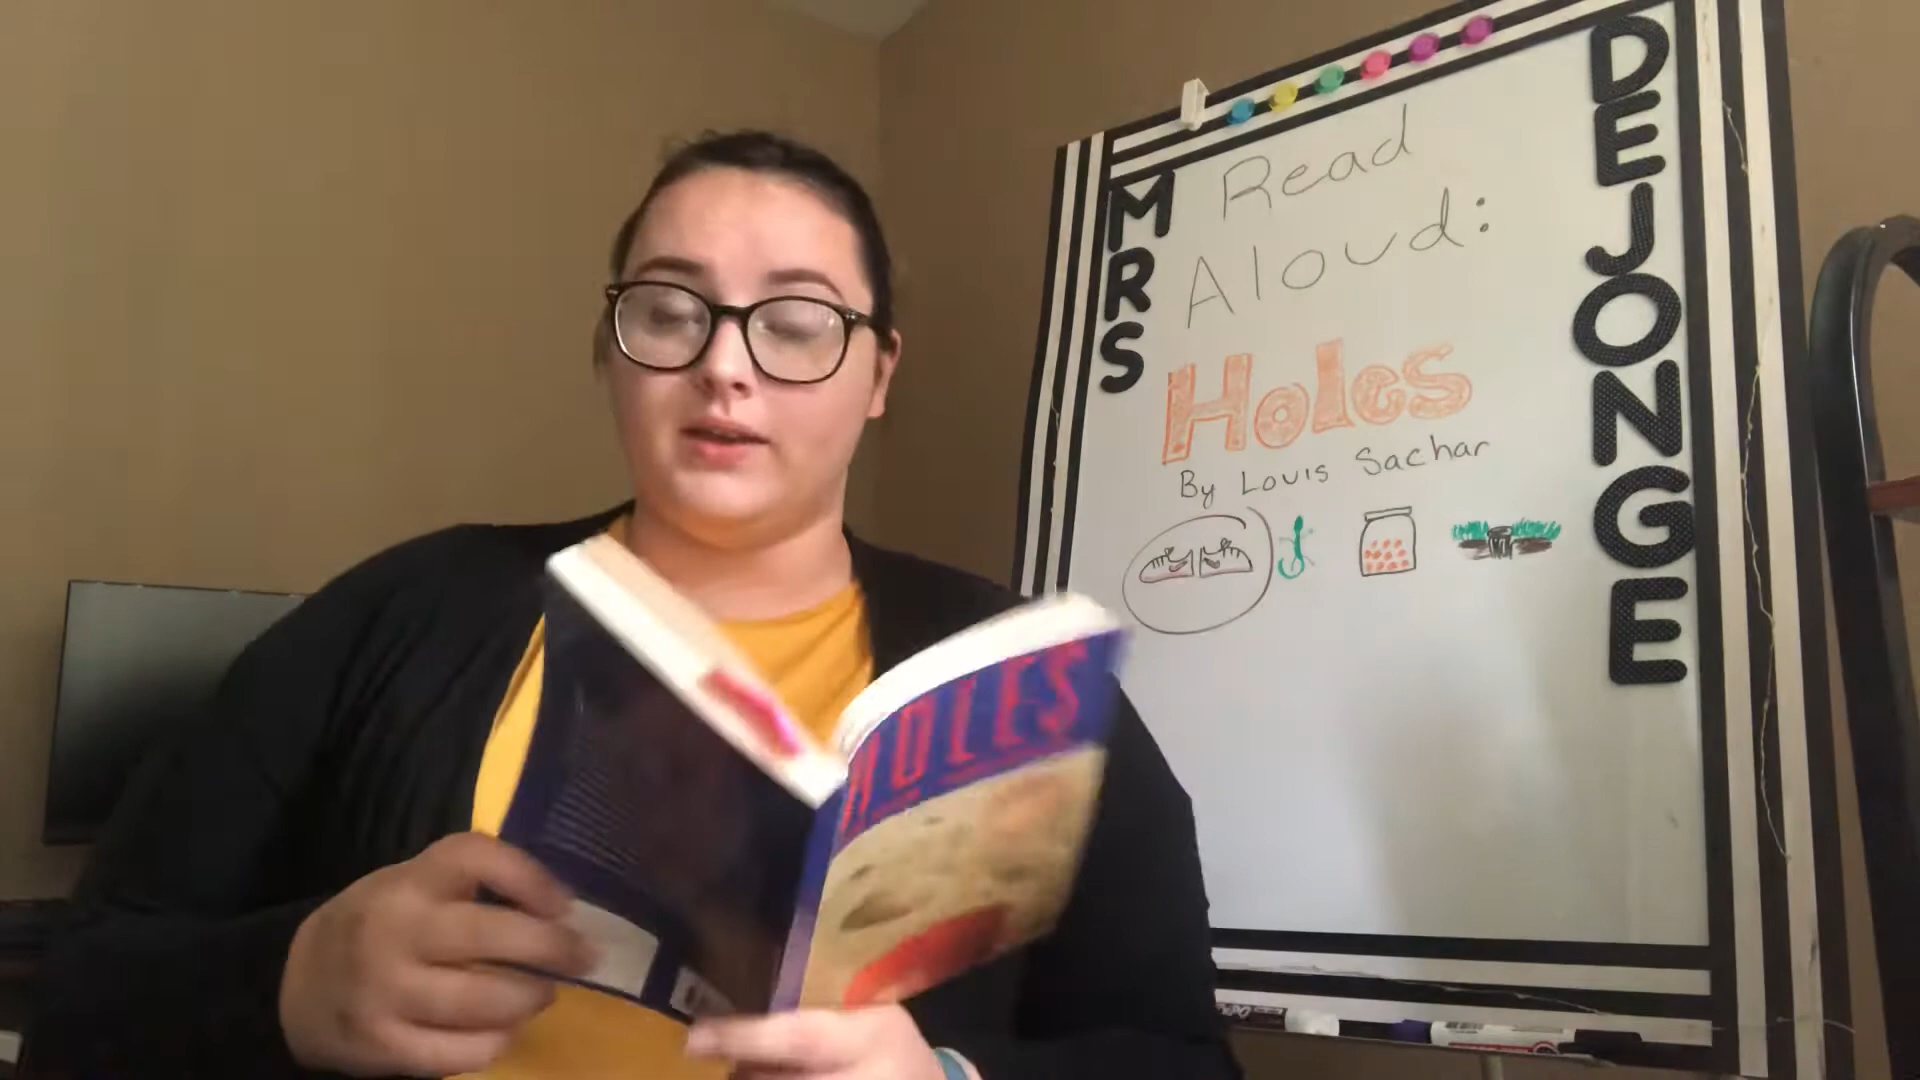 MRS
DEJONGE
Read
Aloud:
Holes
By Louis Sachar
HOLES